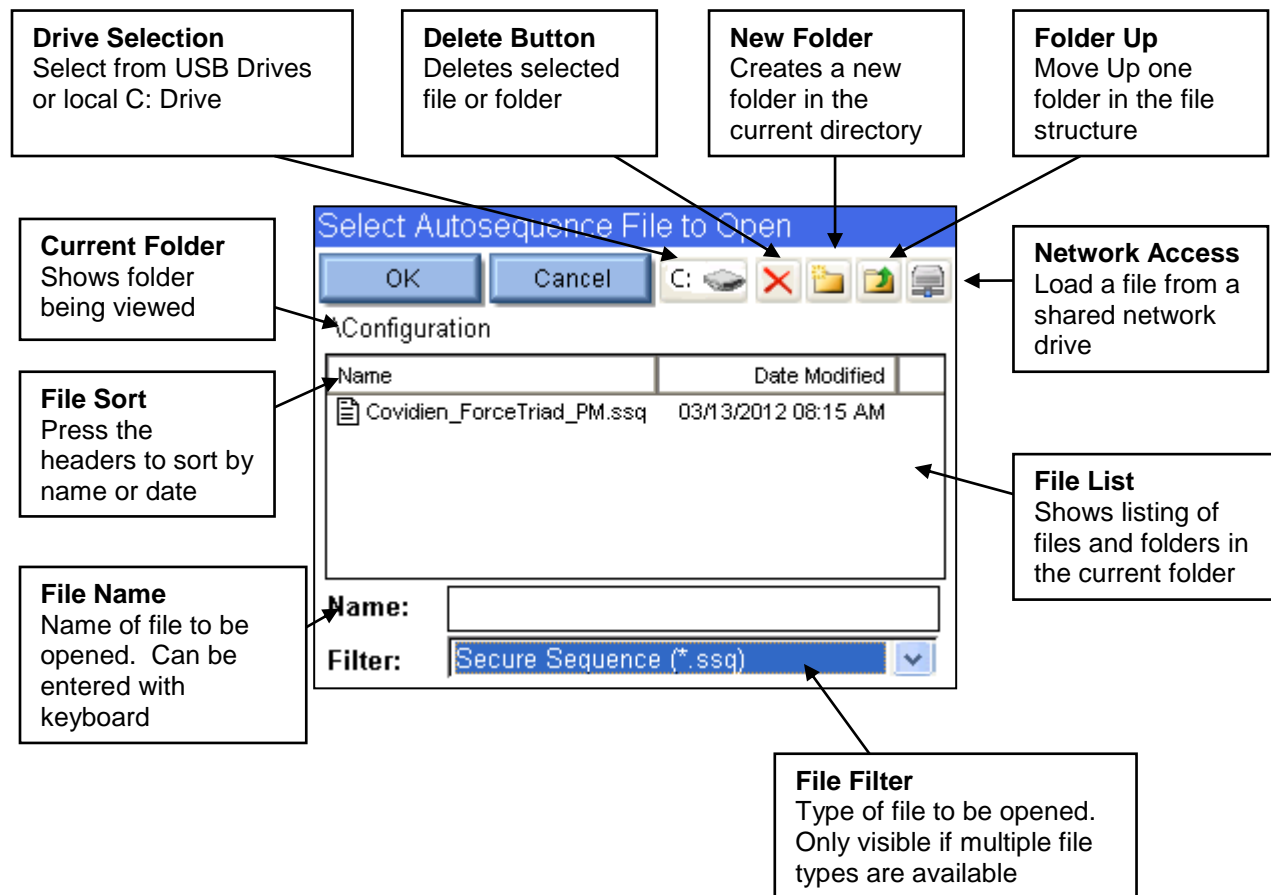 Drive Selection
Select from USB Drives
or local C: Drive
Delete Button
Deletes selected
file or folder
New Folder
Creates a new
folder in the
current directory
Folder Up
Move Up one
folder in the file
structure
Current Folder
Shows folder
being viewed
File Sort
Press the
headers to sort by
name or date
File Name
Name of file to be
opened.  Can be
entered with
keyboard
Select Autosequence File to Open
OK
Cancel
C:
\Configuration
Name
Date Modified
Covidien_ForceTriad_PM.ssq
03/13/2012 08:15 AM
Name:
Filter:
Secure Sequence (*.ssq)
Network Access
Load a file from a
shared network
drive
File List
Shows listing of
files and folders in
the current folder
File Filter
Type of file to be opened.
Only visible if multiple file
types are available